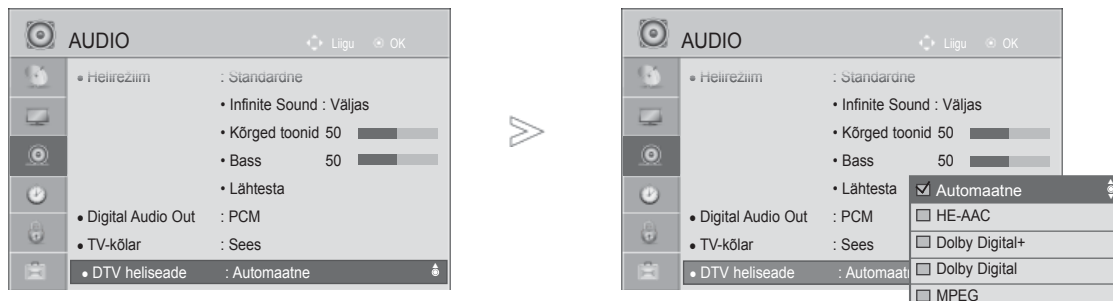 AUDIO
Liigu
OK
• Helirežiim : Standardne
• Infinite Sound : Väljas
• Kõrged toonid 50
• Bass 50
• Lähtesta
• Digital Audio Out : PCM
• TV-kõlar : Sees
• DTV heliseade : Automaatne
AUDIO
Liigu
OK
• Helirežiim : Standardne
• Infinite Sound : Väljas
• Kõrged toonid 50
• Bass 50
• Lähtesta
• Digital Audio Out : PCM
• TV-kõlar : Sees
• DTV heliseade : Automaat
Automaatne
HE-AAC
Dolby Digital+
Dolby Digital
MPEG